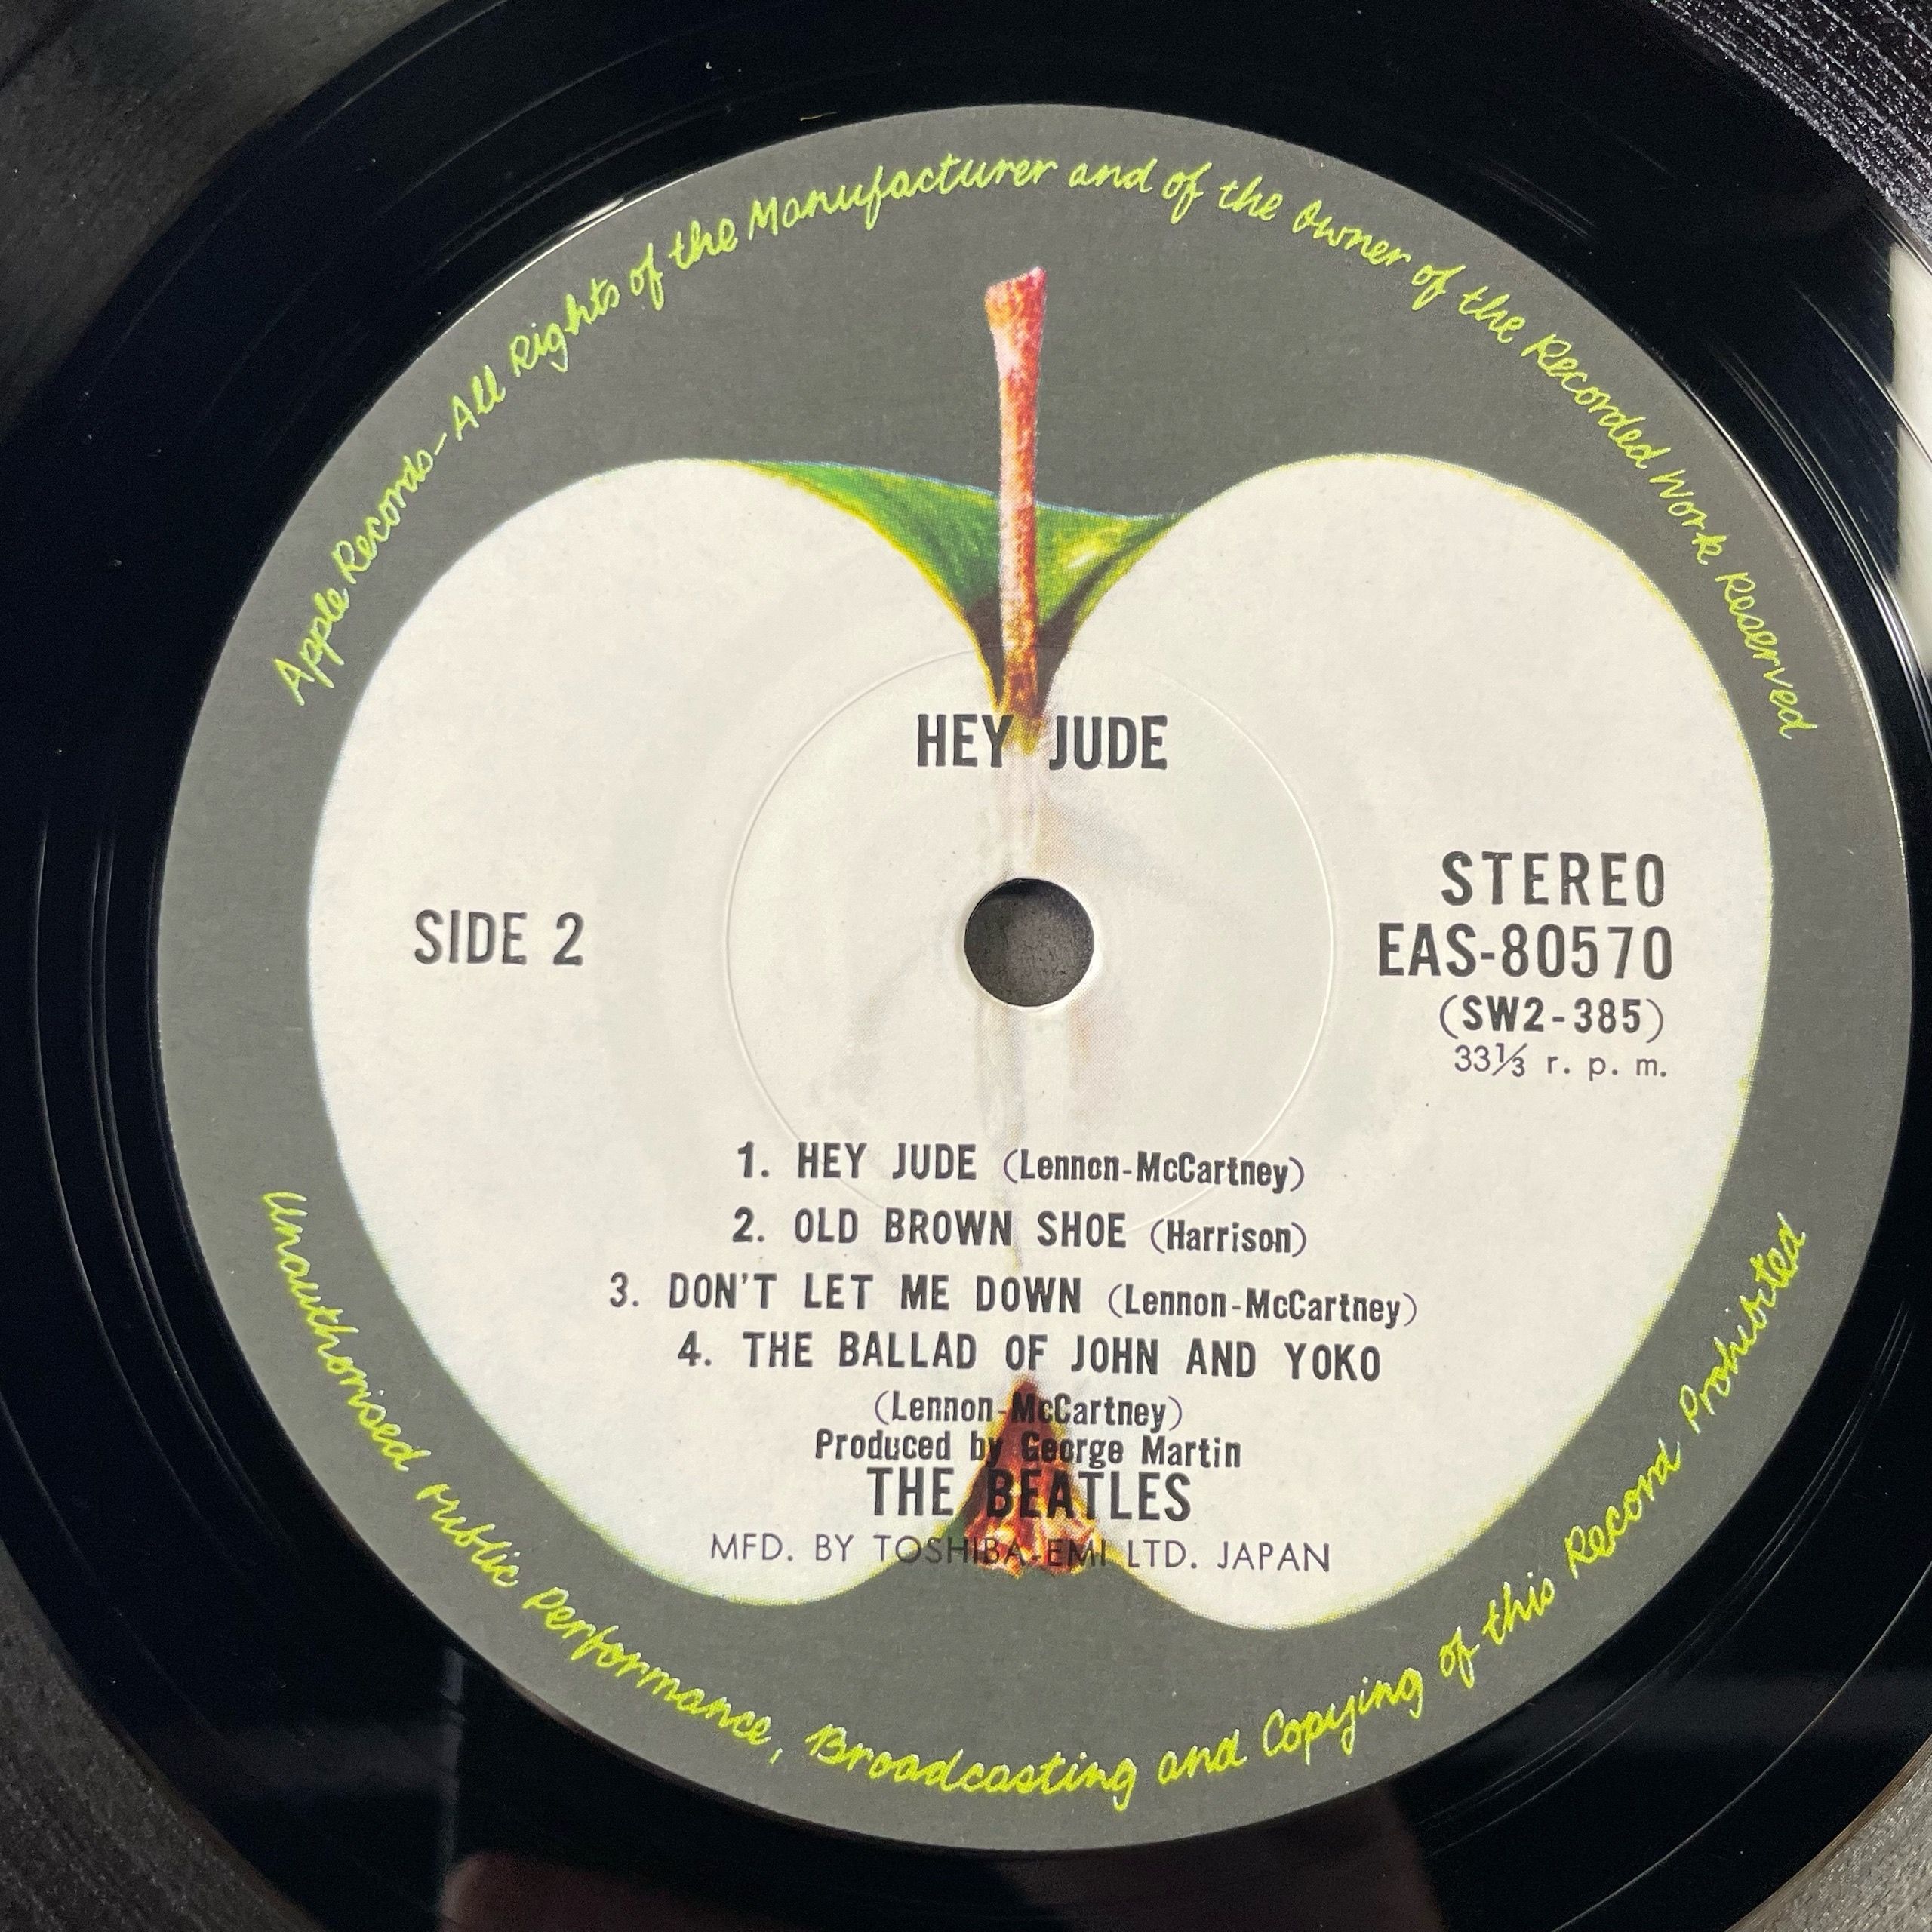 Apple Records-All Rights of the Manufacturer and of the Owner of the Recorded Work Reserved
HEY JUDE
SIDE 2
STEREO
EAS-80570
(SW2-385)
33⅓ r. p. m.
1. HEY JUDE (Lennon-McCartney)
2. OLD BROWN SHOE (Harrison)
3. DON'T LET ME DOWN (Lennon-McCartney)
4. THE BALLAD OF JOHN AND YOKO
(Lennon-McCartney)
Produced by George Martin
THE BEATLES
MFD. BY TOSHIBA-EMI LTD. JAPAN
Unauthorised Public Performance, Broadcasting and Copying of this Record Prohibited